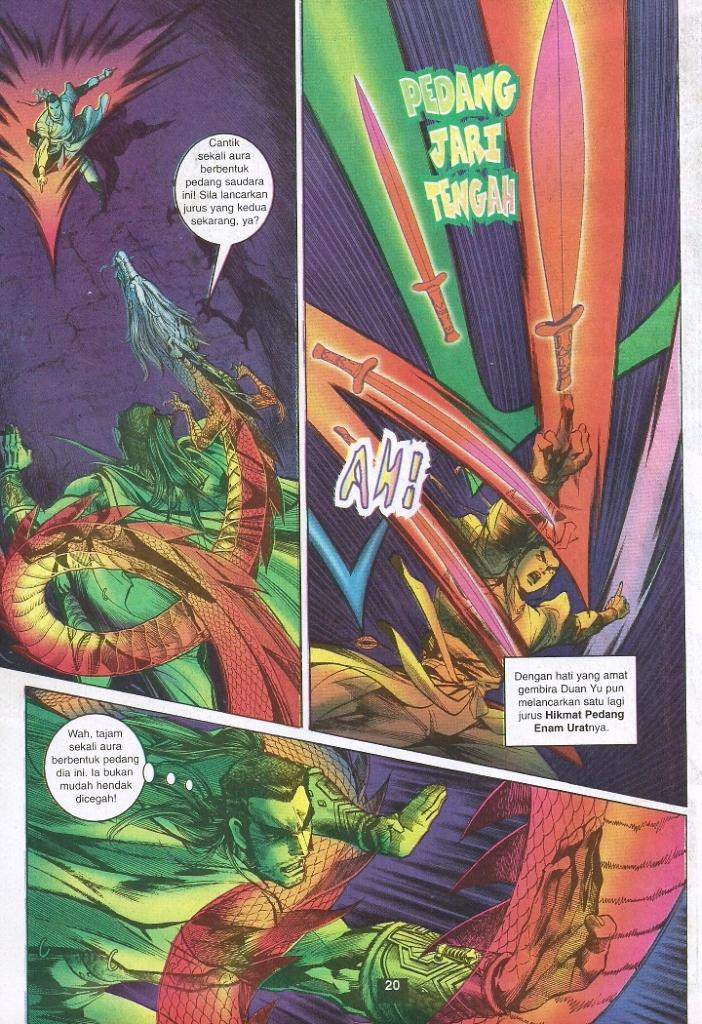 Cantik
sekali aura
berbentuk
pedang saudara
ini! Sila lancarkan
jurus yang kedua
sekarang, ya?
PEDANG
JARI
TENGAH
AH!
Dengan hati yang amat
gembira Duan Yu pun
melancarkan satu lagi
jurus Hikmat Pedang
Enam Uratnya.
Wah, tajam
sekali aura
berbentuk pedang
dia ini. Ia bukan
mudah hendak
dicegah!
20